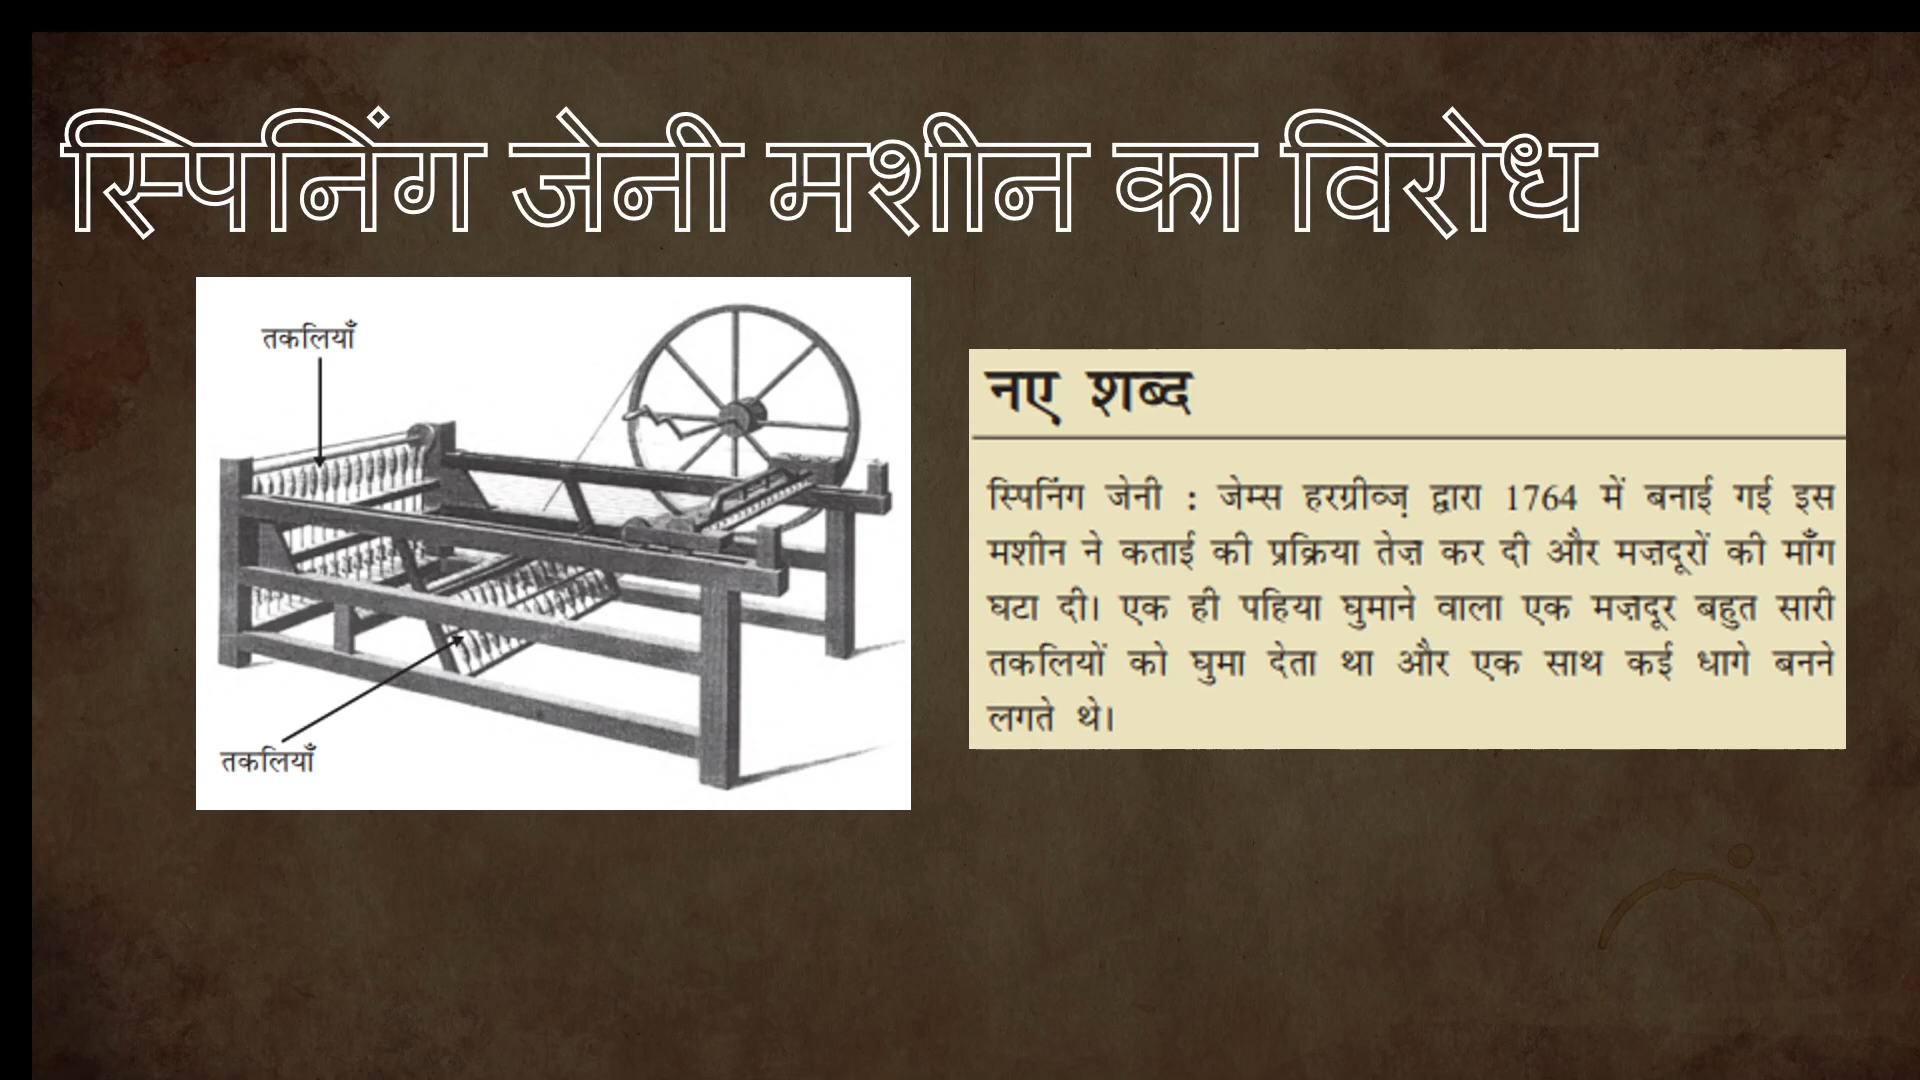 स्पिनिंग जेनी मशीन का विरोध
तकलियाँ
तकलियाँ
नए शब्द
स्पिनिंग जेनी : जेम्स हरग्रीव्ज़ द्वारा 1764 में बनाई गई इस
मशीन ने कताई की प्रक्रिया तेज़ कर दी और मज़दूरों की माँग
घटा दी। एक ही पहिया घुमाने वाला एक मज़दूर बहुत सारी
तकलियों को घुमा देता था और एक साथ कई धागे बनने
लगते थे।